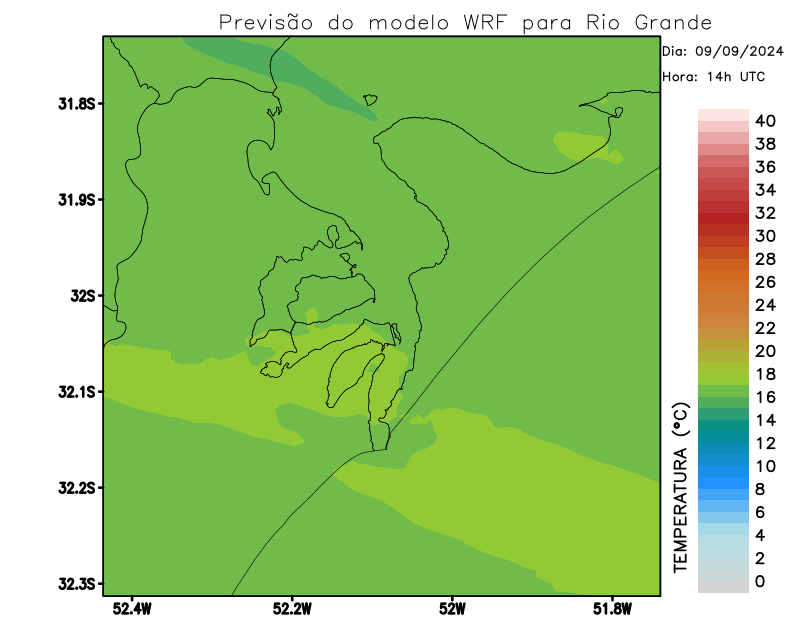 Previsão do modelo WRF para Rio Grande
Dia: 09/09/2024
Hora: 14h UTC
31.8S
31.9S
32S
32.1S
32.2S
32.3S
52.4W
52.2W
52W
51.8W
TEMPERATURA (°C)
40
38
36
34
32
30
28
26
24
22
20
18
16
14
12
10
8
6
4
2
0